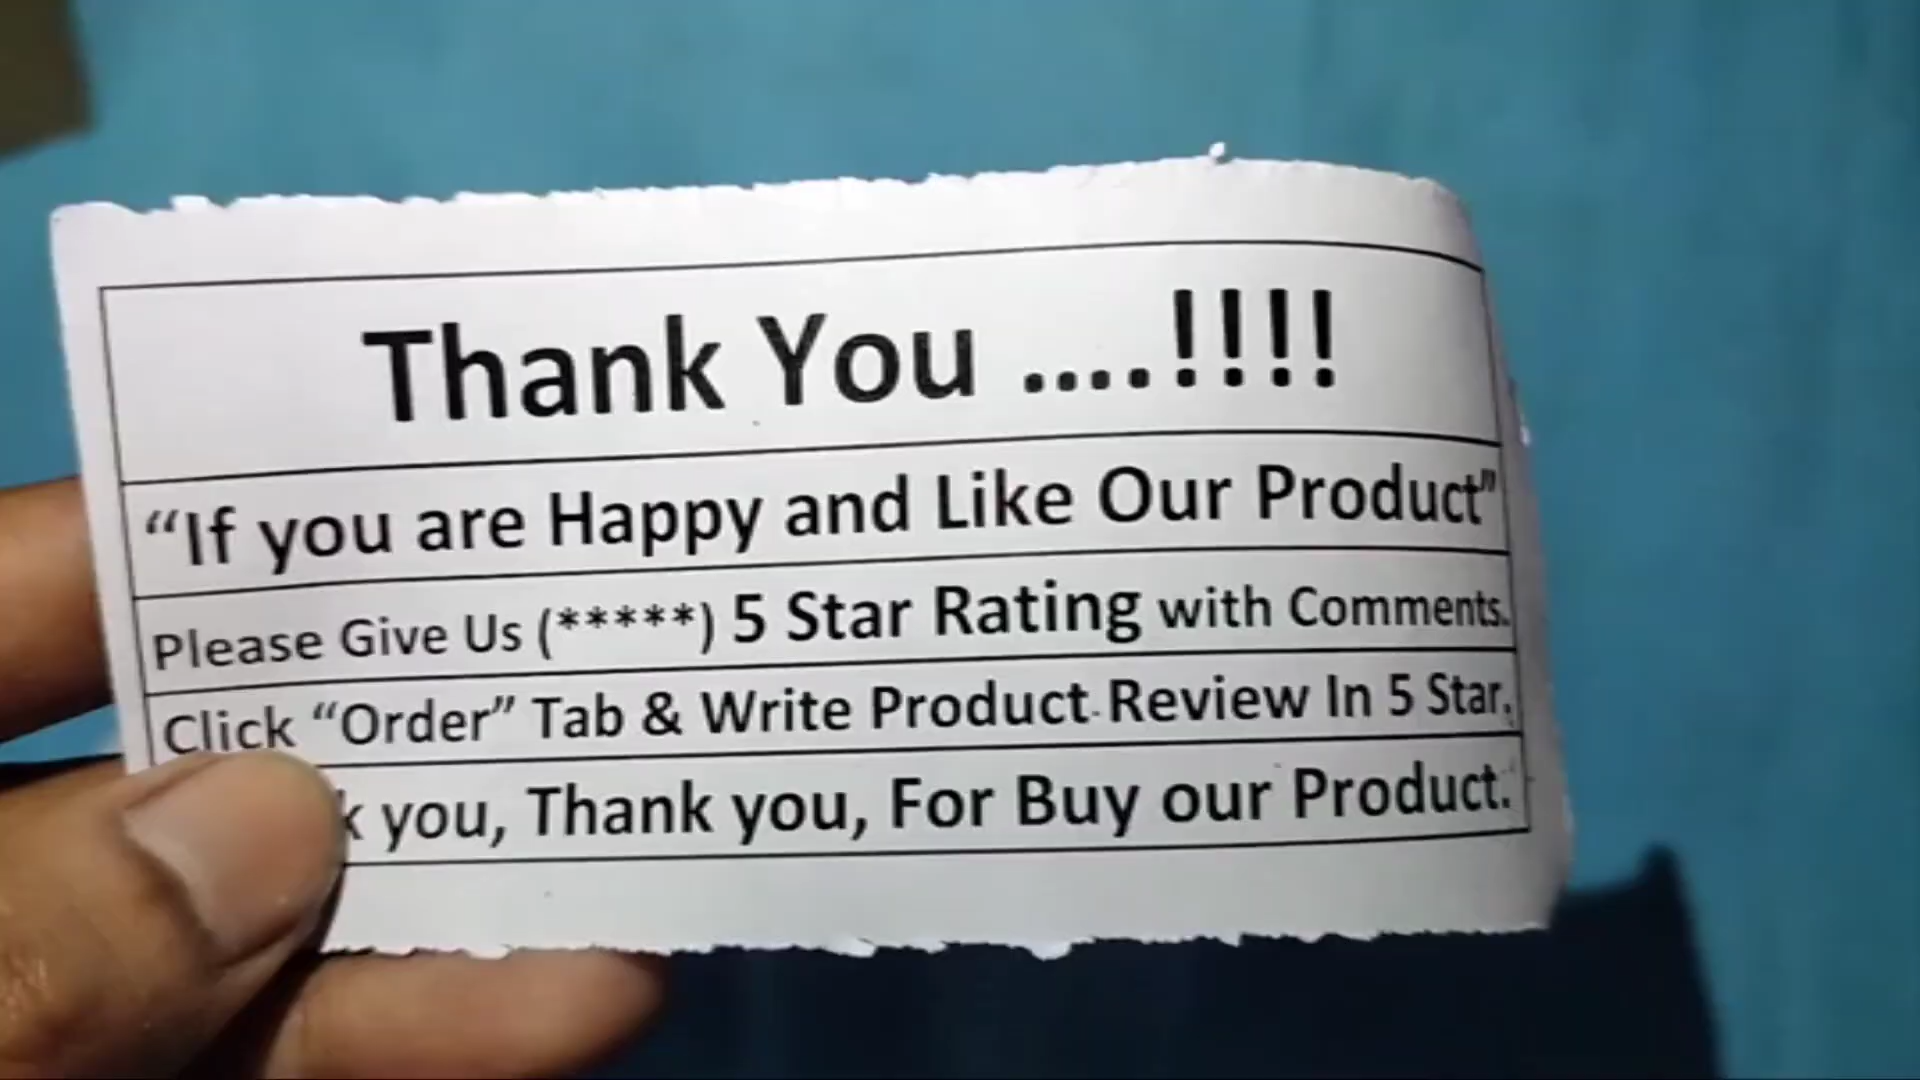 Thank You ....!!!!
“If you are Happy and Like Our Product”
Please Give Us (*****) 5 Star Rating with Comments.
Click “Order” Tab & Write Product Review In 5 Star.
you, Thank you, For Buy our Product.